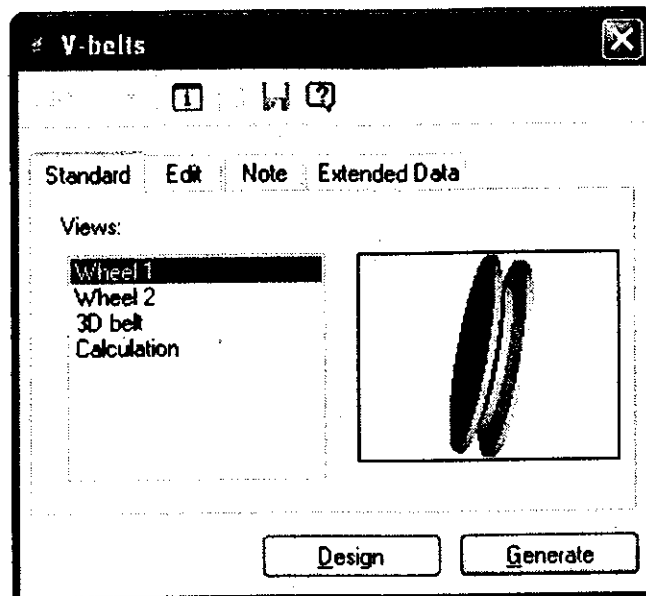 V-belts
Standard Edit Note Extended Data
Views:
Wheel 1
Wheel 2
3D belt
Calculation
Design Generate